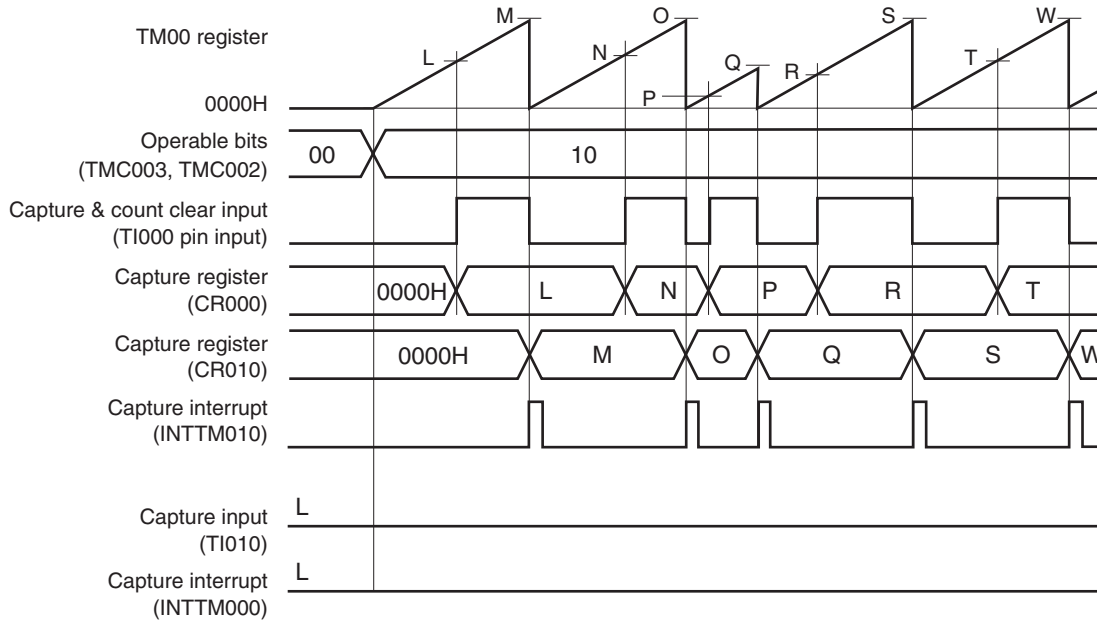 TM00 register
M
O
S
W
L
N
Q
R
T
P
0000H
Operable bits
(TMC003, TMC002)
00
10
Capture & count clear input
(TI000 pin input)
Capture register
(CR000)
0000H
L
N
P
R
T
Capture register
(CR010)
0000H
M
O
Q
S
W
Capture interrupt
(INTTM010)
Capture input
(TI010)
L
Capture interrupt
(INTTM000)
L